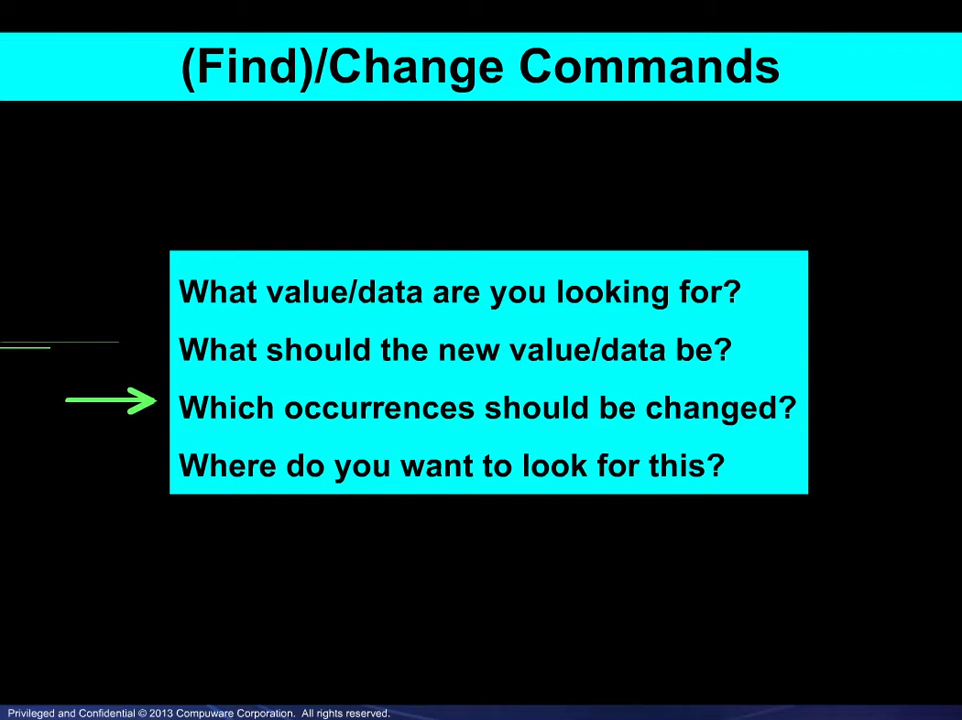 (Find)/Change Commands
What value/data are you looking for?
What should the new value/data be?
Which occurrences should be changed?
Where do you want to look for this?
Privileged and Confidential © 2013 Compuware Corporation. All rights reserved.